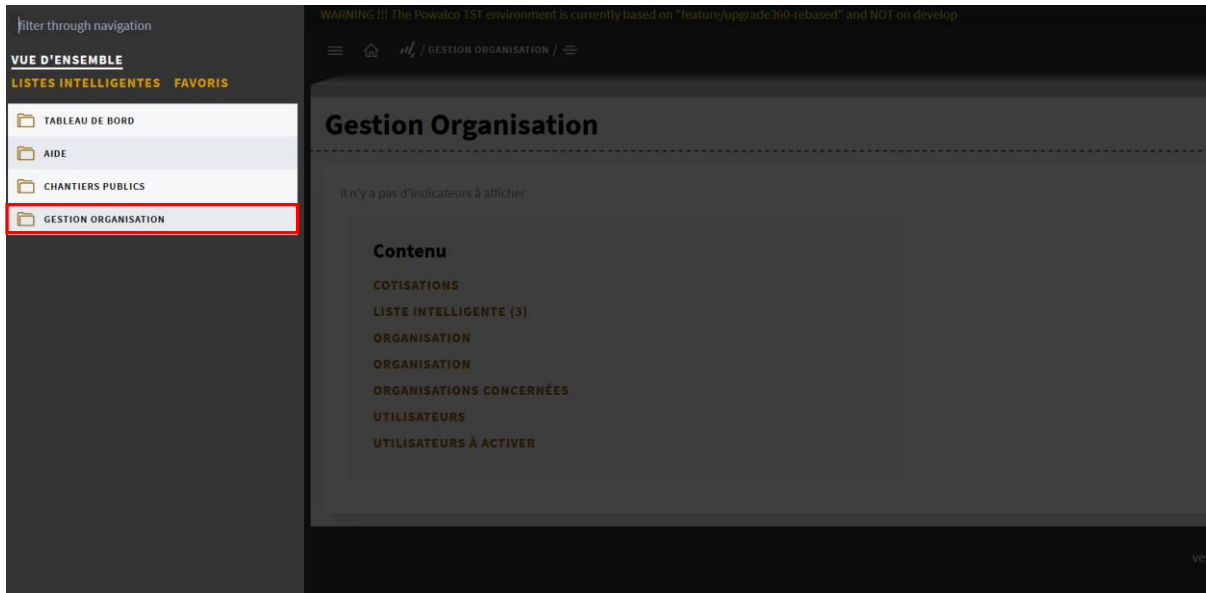 filter through navigation
VUE D'ENSEMBLE
LISTES INTELLIGENTES FAVORIS
TABLEAU DE BORD
AIDE
CHANTIERS PUBLICS
GESTION ORGANISATION
WARNING !!! The Powalco TST environment is currently based on "feature/upgrade360-rebased" and NOT on develop
/ GESTION ORGANISATION /
Gestion Organisation
Il n'y a pas d'indicateurs à afficher
Contenu
COTISATIONS
LISTE INTELLIGENTE (3)
ORGANISATION
ORGANISATION
ORGANISATIONS CONCERNÉES
UTILISATEURS
UTILISATEURS À ACTIVER